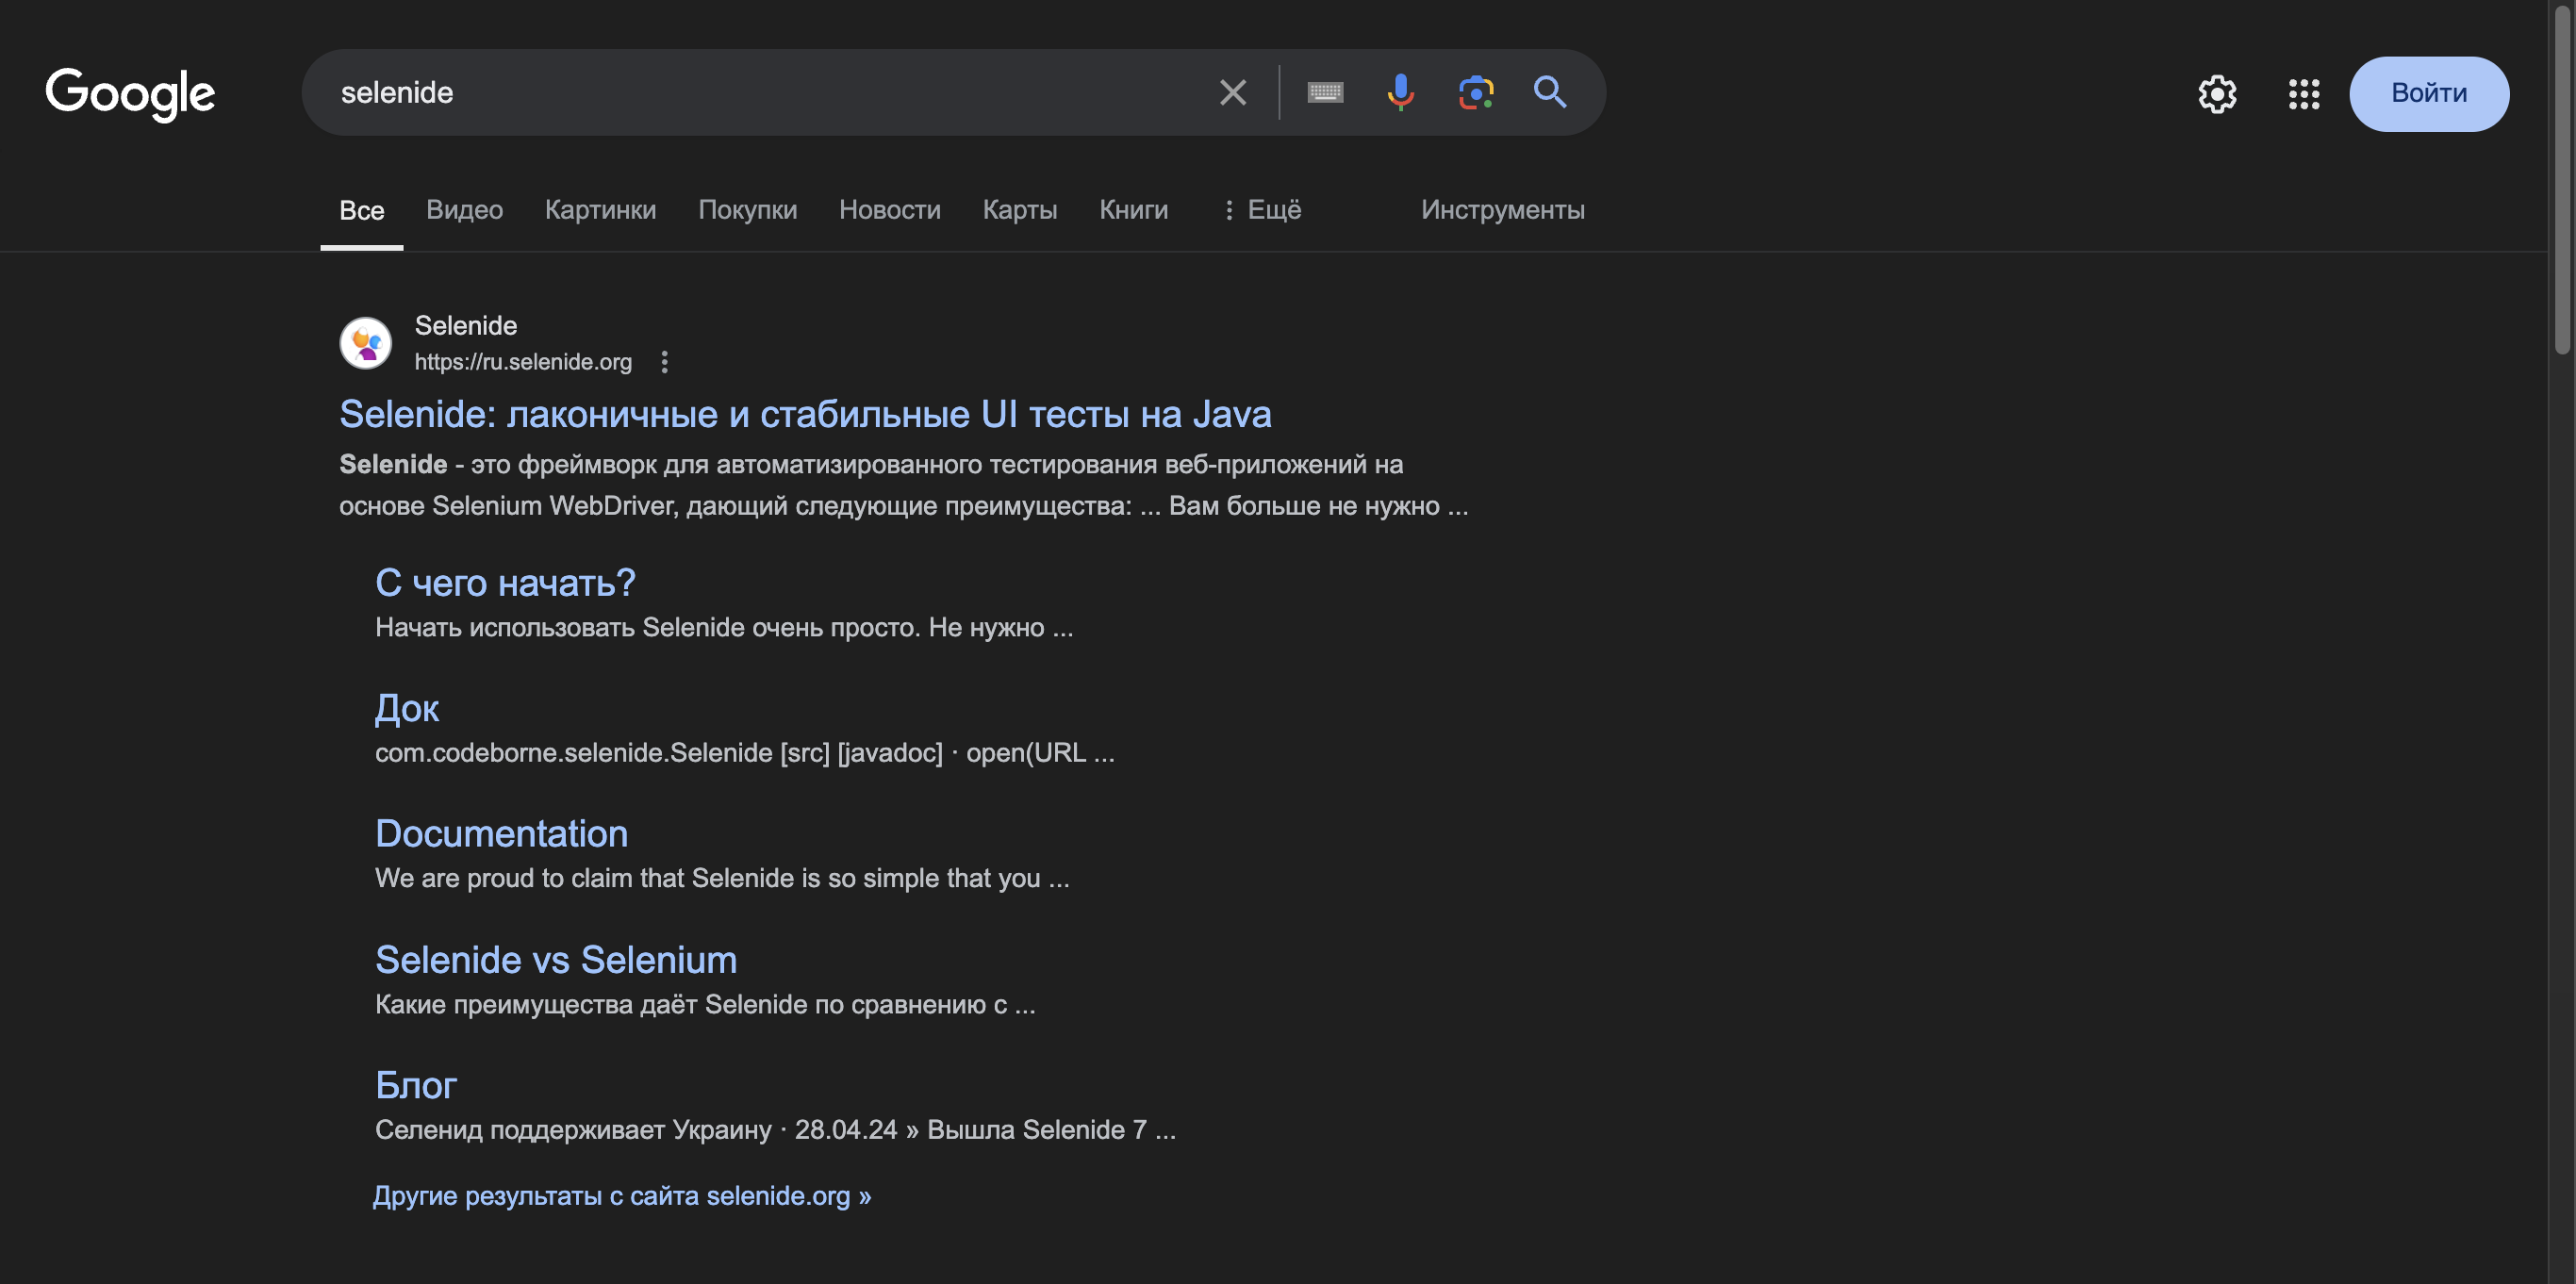 Google
selenide
Войти
Все
Видео
Картинки
Покупки
Новости
Карты
Книги
Ещё
Инструменты
Selenide
https://ru.selenide.org
Selenide: лаконичные и стабильные UI тесты на Java
Selenide - это фреймворк для автоматизированного тестирования веб-приложений на
основе Selenium WebDriver, дающий следующие преимущества: ... Вам больше не нужно ...
С чего начать?
Начать использовать Selenide очень просто. Не нужно ...
Док
com.codeborne.selenide.Selenide [src] [javadoc] · open(URL ...
Documentation
We are proud to claim that Selenide is so simple that you ...
Selenide vs Selenium
Какие преимущества даёт Selenide по сравнению с ...
Блог
Селенид поддерживает Украину · 28.04.24 » Вышла Selenide 7 ...
Другие результаты с сайта selenide.org »